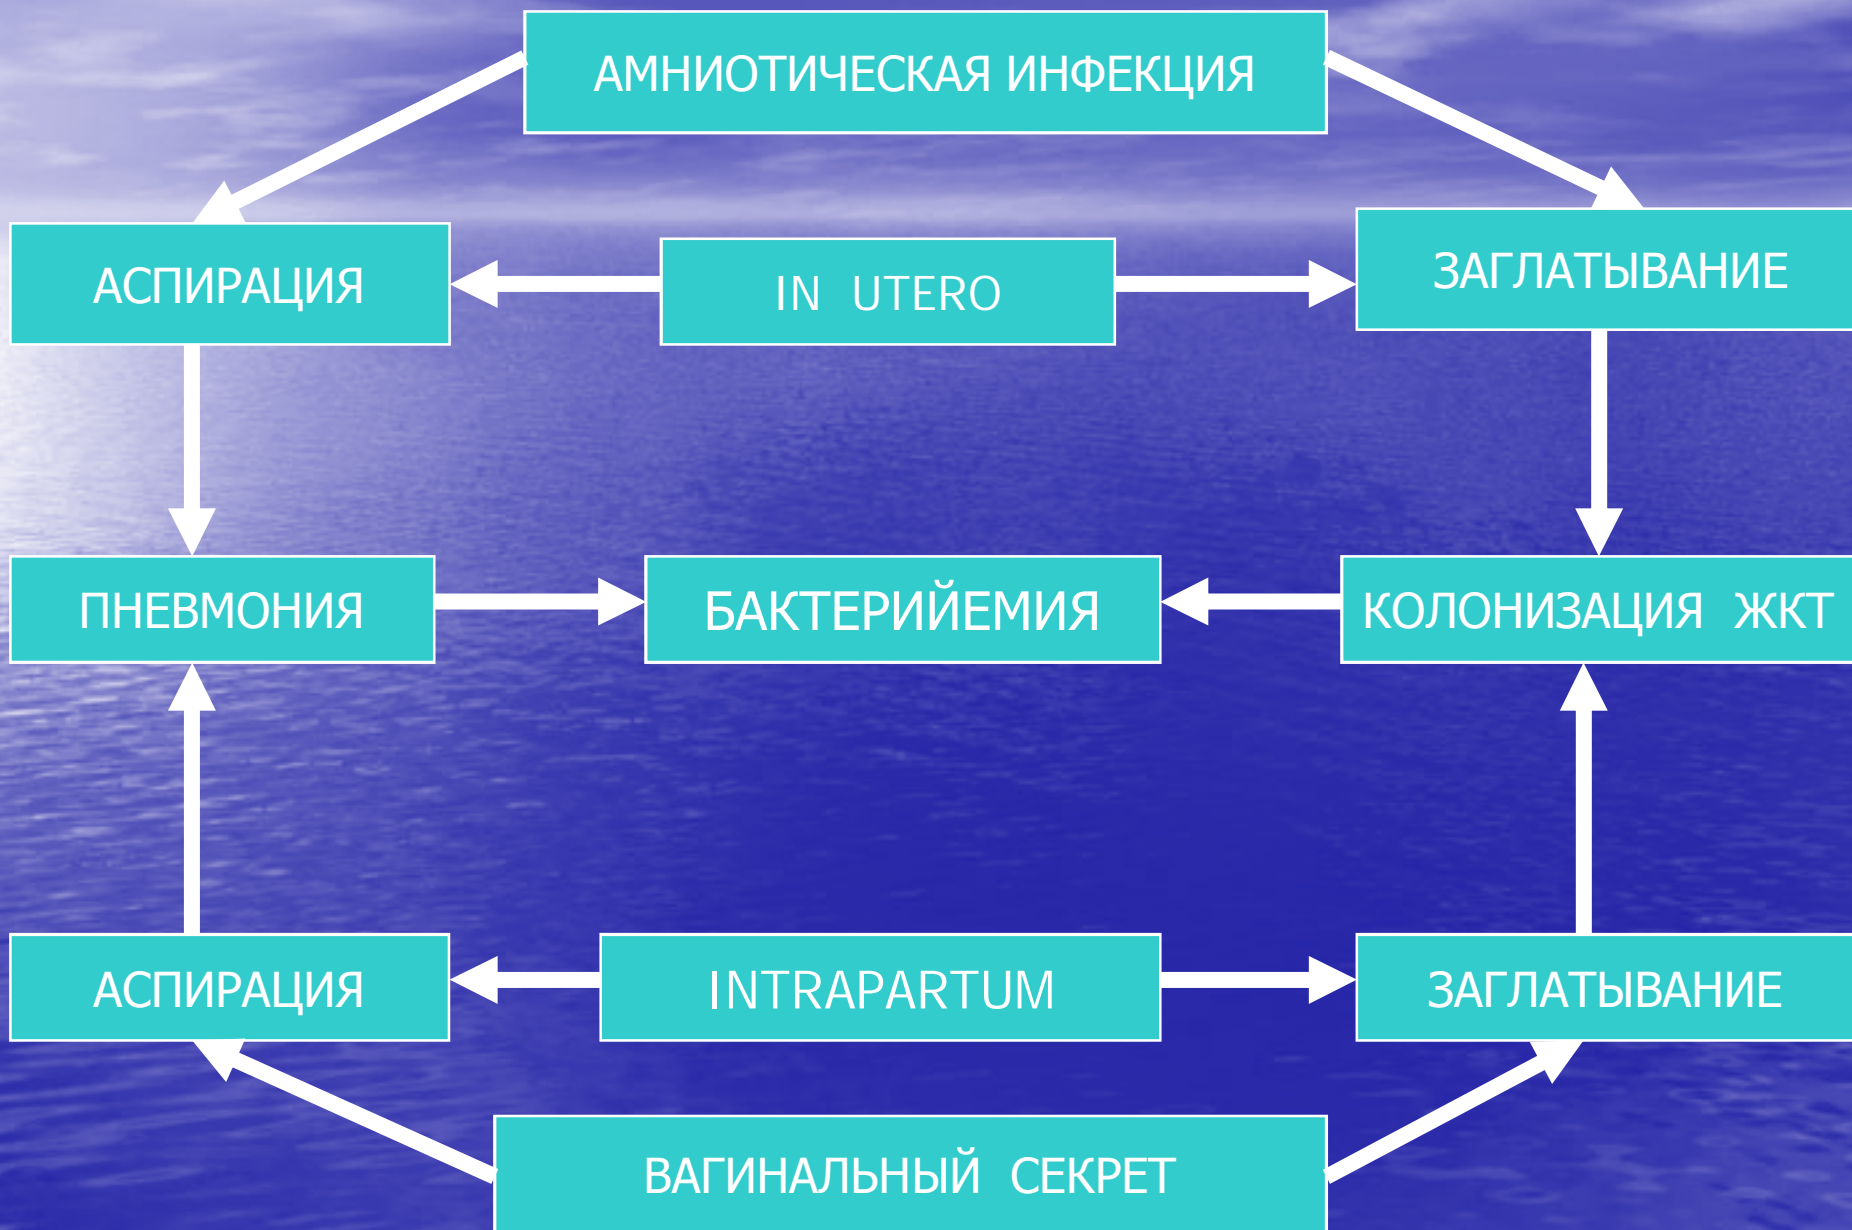 АМНИОТИЧЕСКАЯ ИНФЕКЦИЯ
АСПИРАЦИЯ
IN UTERO
ЗАГЛАТЫВАНИЕ
ПНЕВМОНИЯ
БАКТЕРИЙЕМИЯ
КОЛОНИЗАЦИЯ ЖКТ
АСПИРАЦИЯ
INTRAPARTUM
ЗАГЛАТЫВАНИЕ
ВАГИНАЛЬНЫЙ СЕКРЕТ